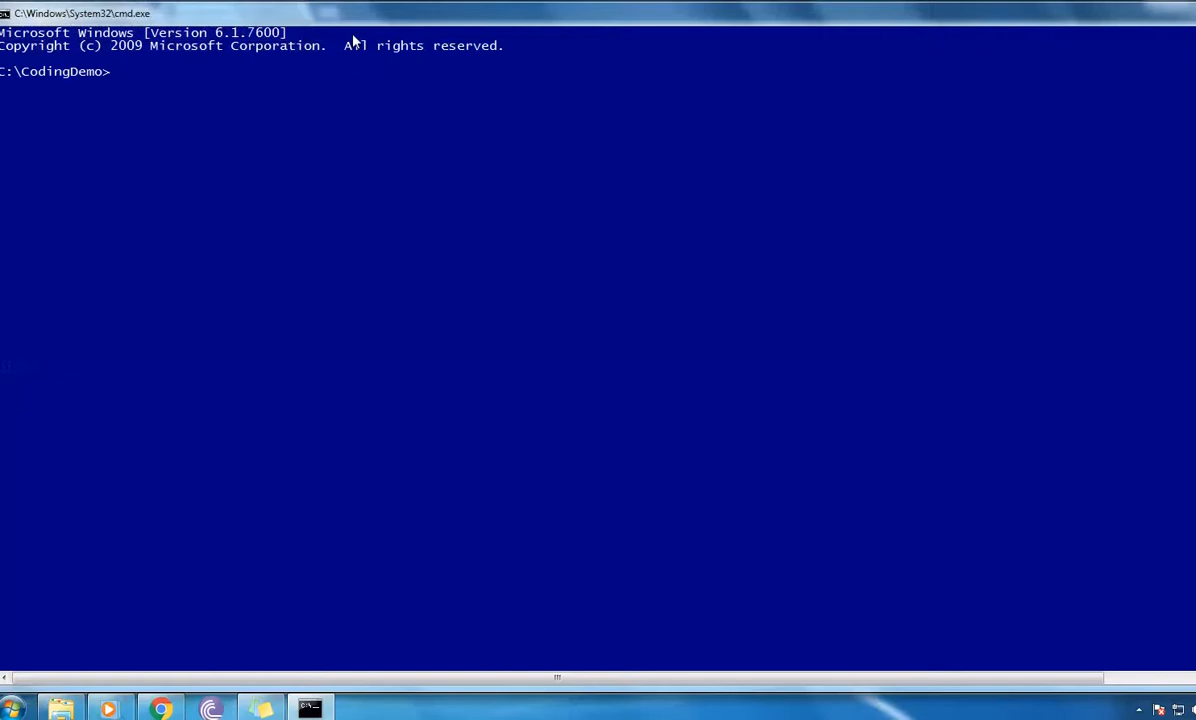 C:\Windows\System32\cmd.exe
Microsoft Windows [Version 6.1.7600]
Copyright (c) 2009 Microsoft Corporation. All rights reserved.
C:\CodingDemo>